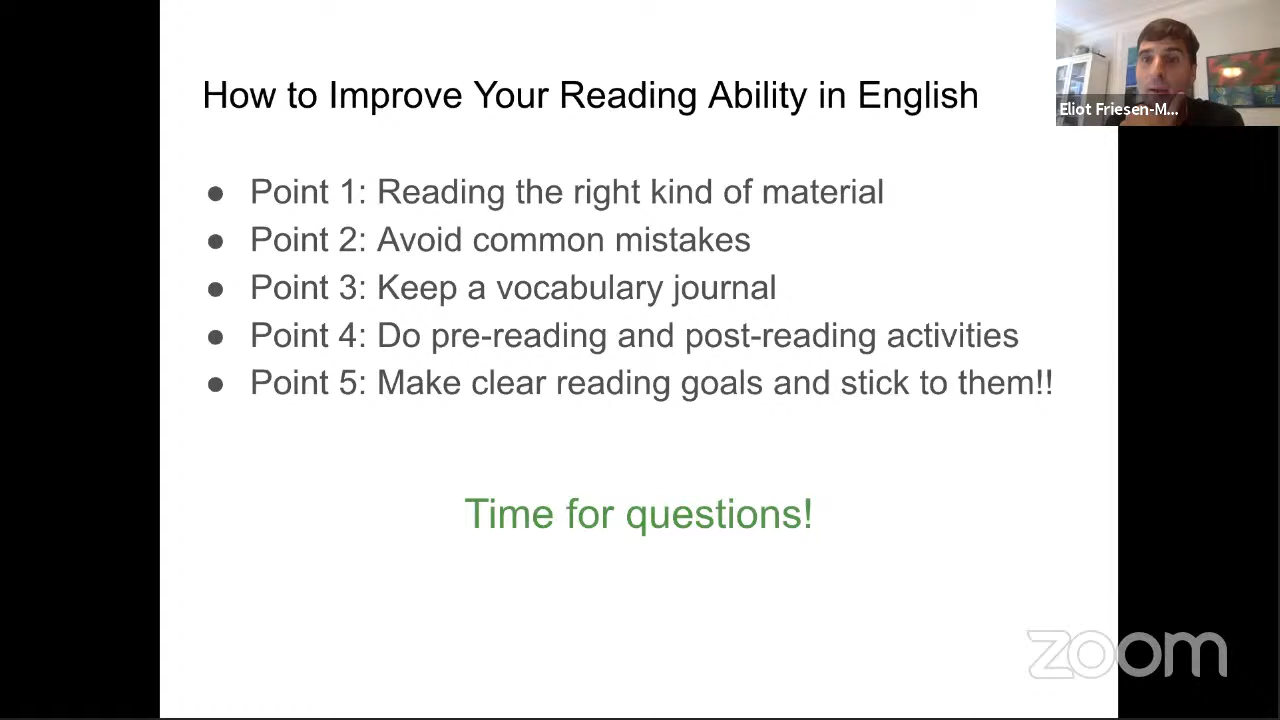 How to Improve Your Reading Ability in English
Eliot Friesen-M...
● Point 1: Reading the right kind of material
● Point 2: Avoid common mistakes
● Point 3: Keep a vocabulary journal
● Point 4: Do pre-reading and post-reading activities
● Point 5: Make clear reading goals and stick to them!!
Time for questions!
zoom